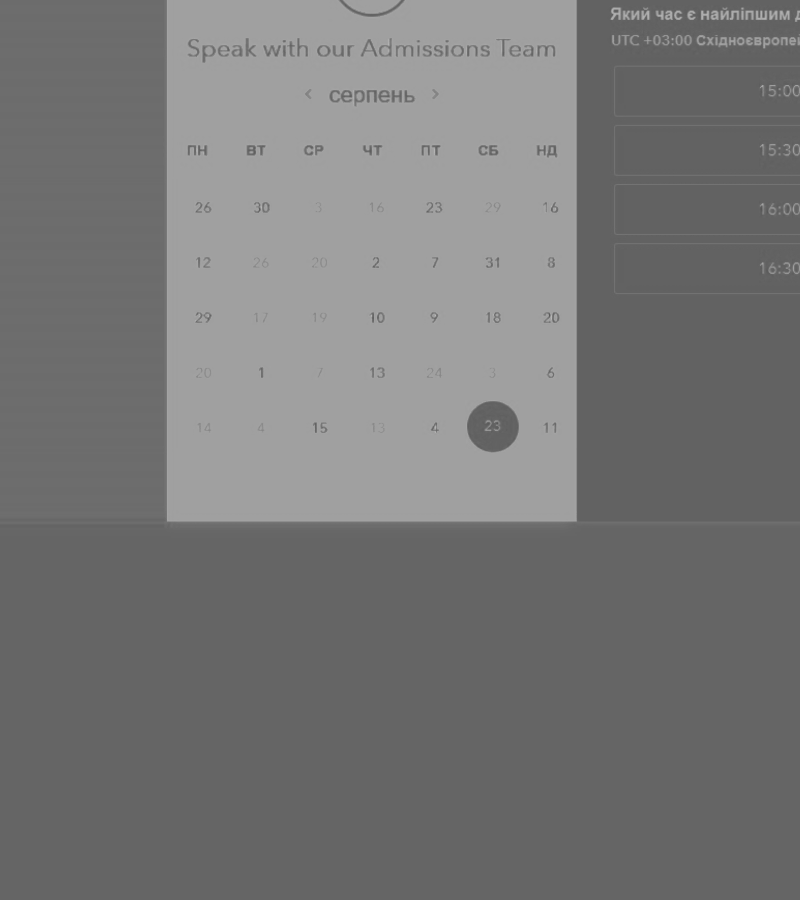 Speak with our Admissions Team
‹ серпень ›
ПН ВТ СР ЧТ ПТ СБ НД
26 30 3 16 23 29 16
12 26 20 2 7 31 8
29 17 19 10 9 18 20
20 1 7 13 24 3 6
14 4 15 13 4 23 11
Який час є найліпшим
UTC +03:00
15:00
15:30
16:00
16:30